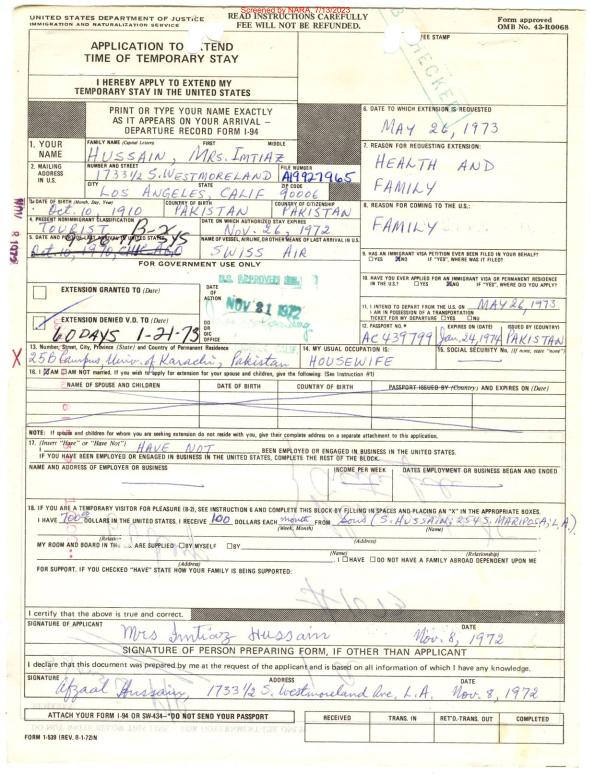 Screened by NARA, 7/13/2023
UNITED STATES DEPARTMENT OF JUSTICE
IMMIGRATION AND NATURALIZATION SERVICE
READ INSTRUCTIONS CAREFULLY
FEE WILL NOT BE REFUNDED.
Form approved
OMB No. 43-R0068
APPLICATION TO EXTEND
TIME OF TEMPORARY STAY
FEE STAMP
I HEREBY APPLY TO EXTEND MY
TEMPORARY STAY IN THE UNITED STATES
PRINT OR TYPE YOUR NAME EXACTLY
AS IT APPEARS ON YOUR ARRIVAL –
DEPARTURE RECORD FORM I-94
6. DATE TO WHICH EXTENSION IS REQUESTED
MAY 26, 1973
1. YOUR NAME
FAMILY NAME (Capital Letters) FIRST MIDDLE
HUSSAIN, MRS. IMTIAZ
7. REASON FOR REQUESTING EXTENSION:
HEALTH AND
FAMILY
2. MAILING ADDRESS IN U.S.
NUMBER AND STREET
1733 1/2 S. WESTMORELAND
FILE NUMBER
A19927965
CITY STATE ZIP CODE
LOS ANGELES, CALIF 90006
8. REASON FOR COMING TO THE U.S.:
FAMILY
3. DATE OF BIRTH (Month, Day, Year)
Oct. 10, 1910
COUNTRY OF BIRTH
PAKISTAN
COUNTRY OF CITIZENSHIP
PAKISTAN
4. PRESENT NONIMMIGRANT CLASSIFICATION
TOURIST B-2
DATE ON WHICH AUTHORIZED STAY EXPIRES
NOV. 26, 1972
5. DATE AND PORT OF LAST ARRIVAL IN UNITED STATES
NAME OF VESSEL, AIRLINE, OR OTHER MEANS OF LAST ARRIVAL IN U.S.
SWISS AIR
9. HAS AN IMMIGRANT VISA PETITION EVER BEEN FILED IN YOUR BEHALF?
YES NO IF "YES", WHERE WAS IT FILED?
FOR GOVERNMENT USE ONLY
10. HAVE YOU EVER APPLIED FOR AN IMMIGRANT VISA OR PERMANENT RESIDENCE
IN THE U.S.? YES NO IF "YES", WHERE DID YOU APPLY?
EXTENSION GRANTED TO (Date)
DATE OF ACTION
NOV 21 1972
11. I INTEND TO DEPART FROM THE U.S. ON MAY 26, 1973
I AM IN POSSESSION OF A TRANSPORTATION
TICKET FOR MY DEPARTURE YES NO
EXTENSION DENIED V.D. TO (Date)
60 DAYS 1-21-73
DD OR DIC OFFICE
12. PASSPORT NO.
AC 439799
EXPIRES ON (DATE)
Jan. 24, 1974
ISSUED BY (COUNTRY)
PAKISTAN
13. Number, Street, City, Province (State) and Country of Permanent Residence
X 25B Campus Univ. of Karachi, Pakistan
14. MY USUAL OCCUPATION IS:
HOUSEWIFE
15. SOCIAL SECURITY NO. (If none, state "none")
16. I AM AM NOT married. If you wish to apply for extension for your spouse and children, give the following: (See Instruction #1)
NAME OF SPOUSE AND CHILDREN DATE OF BIRTH COUNTRY OF BIRTH PASSPORT ISSUED BY (Country) AND EXPIRES ON (Date)
NOTE: If spouse and children for whom you are seeking extension do not reside with you, give their complete address on a separate attachment to this application.
17. (Insert "Have" or "Have Not")
I HAVE NOT BEEN EMPLOYED OR ENGAGED IN BUSINESS IN THE UNITED STATES.
IF YOU HAVE BEEN EMPLOYED OR ENGAGED IN BUSINESS IN THE UNITED STATES, COMPLETE THE REST OF THE BLOCK.
NAME AND ADDRESS OF EMPLOYER OR BUSINESS INCOME PER WEEK DATES EMPLOYMENT OR BUSINESS BEGAN AND ENDED
18. IF YOU ARE A TEMPORARY VISITOR FOR PLEASURE (B-2), SEE INSTRUCTION 6 AND COMPLETE THIS BLOCK BY FILLING IN SPACES AND PLACING AN "X" IN THE APPROPRIATE BOXES.
I HAVE 700.00 DOLLARS IN THE UNITED STATES. I RECEIVE 100 DOLLARS EACH month FROM sons (S. HUSSAIN; 254 S. MARIPOSA; L.A.)
(Week, Month) (Name)
(Address)
MY ROOM AND BOARD IN THE ARE SUPPLIED BY MYSELF BY
(Name) (Relationship)
(Address)
I HAVE DO NOT HAVE A FAMILY ABROAD DEPENDENT UPON ME
FOR SUPPORT. IF YOU CHECKED "HAVE" STATE HOW YOUR FAMILY IS BEING SUPPORTED:
I certify that the above is true and correct.
SIGNATURE OF APPLICANT DATE
Mrs Imtiaz Hussain Nov. 8, 1972
SIGNATURE OF PERSON PREPARING FORM, IF OTHER THAN APPLICANT
I declare that this document was prepared by me at the request of the applicant and is based on all information of which I have any knowledge.
SIGNATURE ADDRESS DATE
Afzaal Hussain, 1733 1/2 S. Westmoreland Ave, L.A. Nov. 8, 1972
ATTACH YOUR FORM I-94 OR SW-434–"DO NOT SEND YOUR PASSPORT
RECEIVED TRANS. IN RET'D.-TRANS. OUT COMPLETED
FORM I-539 (REV. 8-1-72)N